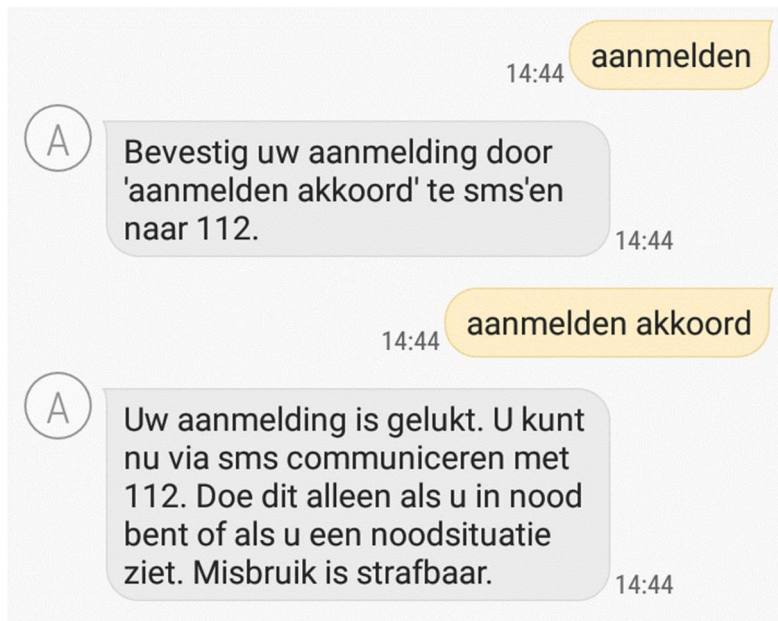 aanmelden
14:44
A
Bevestig uw aanmelding door
'aanmelden akkoord' te sms'en
naar 112.
14:44
aanmelden akkoord
14:44
A
Uw aanmelding is gelukt. U kunt
nu via sms communiceren met
112. Doe dit alleen als u in nood
bent of als u een noodsituatie
ziet. Misbruik is strafbaar.
14:44